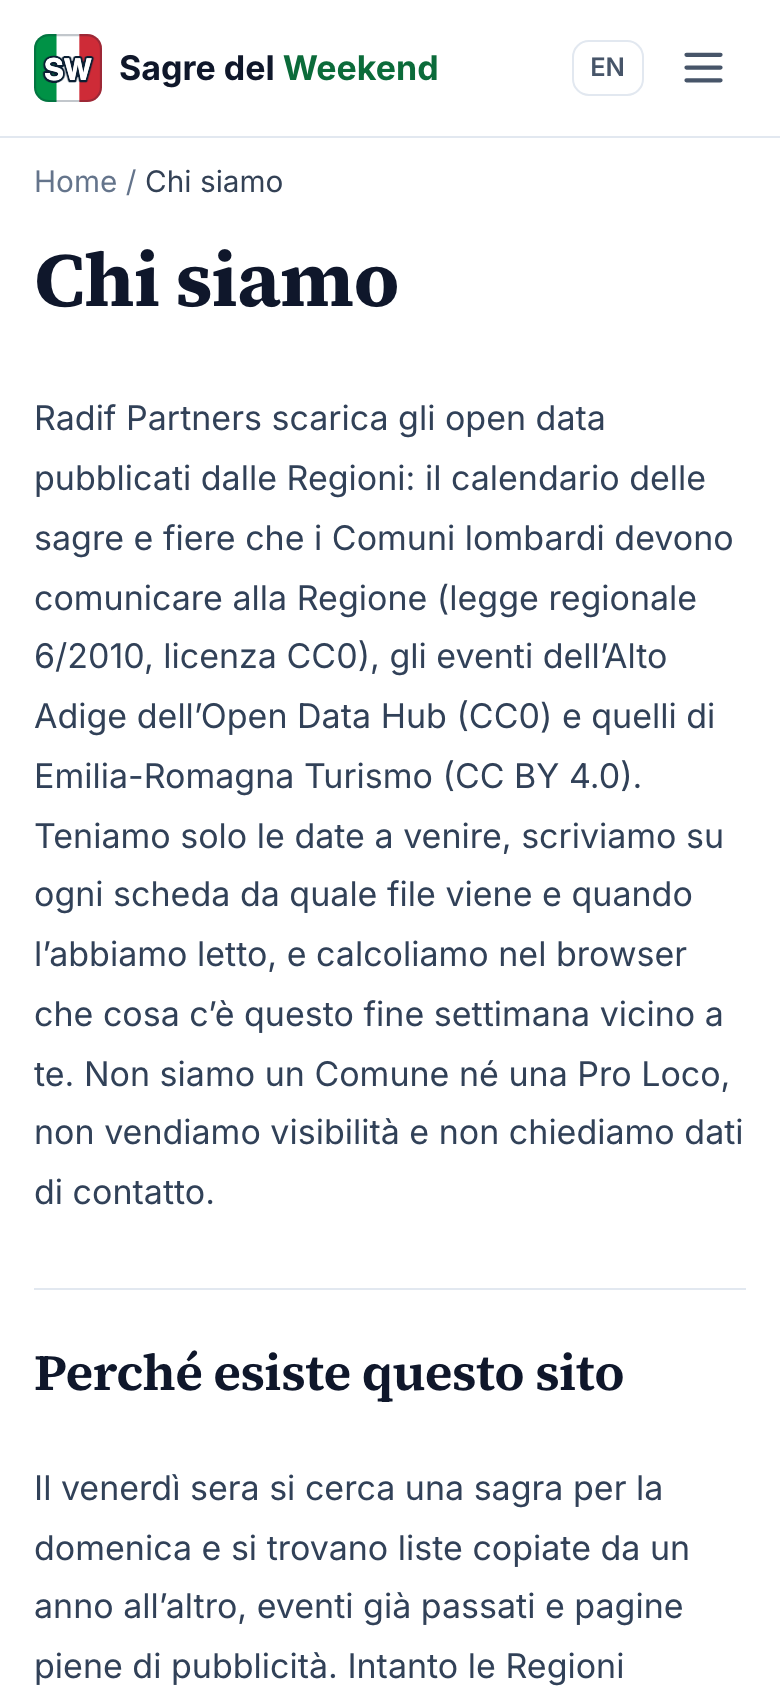 SW Sagre del Weekend EN
Home / Chi siamo
Chi siamo
Radif Partners scarica gli open data
pubblicati dalle Regioni: il calendario delle
sagre e fiere che i Comuni lombardi devono
comunicare alla Regione (legge regionale
6/2010, licenza CC0), gli eventi dell’Alto
Adige dell’Open Data Hub (CC0) e quelli di
Emilia-Romagna Turismo (CC BY 4.0).
Teniamo solo le date a venire, scriviamo su
ogni scheda da quale file viene e quando
l’abbiamo letto, e calcoliamo nel browser
che cosa c’è questo fine settimana vicino a
te. Non siamo un Comune né una Pro Loco,
non vendiamo visibilità e non chiediamo dati
di contatto.
Perché esiste questo sito
Il venerdì sera si cerca una sagra per la
domenica e si trovano liste copiate da un
anno all’altro, eventi già passati e pagine
piene di pubblicità. Intanto le Regioni